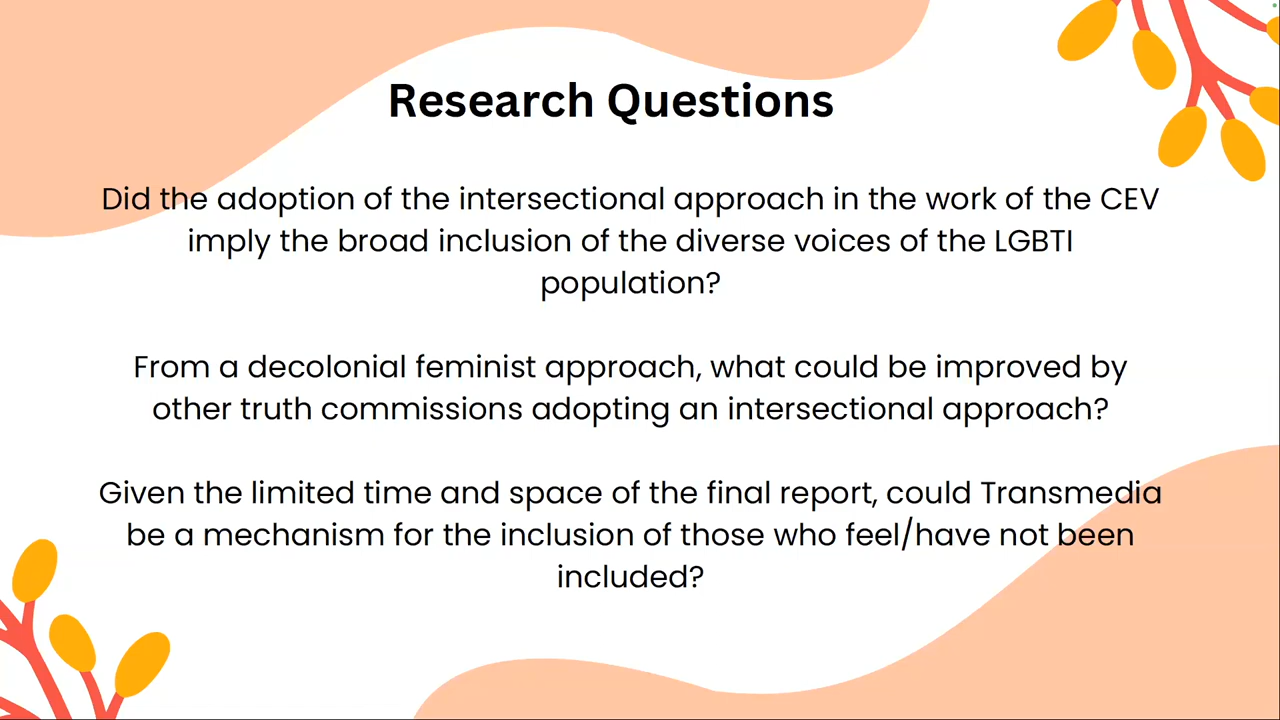 Research Questions
Did the adoption of the intersectional approach in the work of the CEV
imply the broad inclusion of the diverse voices of the LGBTI
population?
From a decolonial feminist approach, what could be improved by
other truth commissions adopting an intersectional approach?
Given the limited time and space of the final report, could Transmedia
be a mechanism for the inclusion of those who feel/have not been
included?